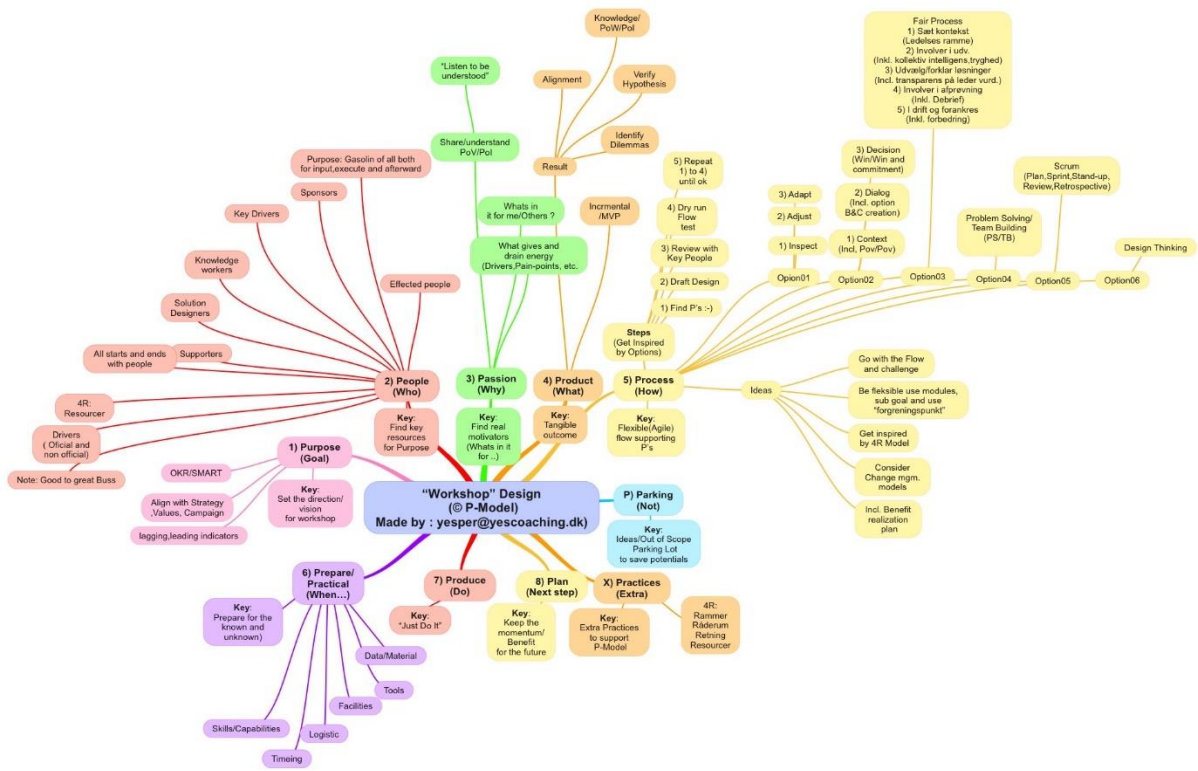 "Workshop" Design
(© P-Model)
Made by : yesper@yescoaching.dk)
1) Purpose
(Goal)
Key:
Set the direction/
vision
for workshop
OKR/SMART
Align with Strategy
,Values, Campaign
lagging,leading indicators
2) People
(Who)
Key:
Find key
resources
for Purpose
Purpose: Gasolin of all both
for input,execute and afterward
Sponsors
Key Drivers
Knowledge
workers
Effected people
Solution
Designers
Supporters
All starts and ends
with people
4R:
Resourcer
Drivers
( Oficial and
non official)
Note: Good to great Buss
3) Passion
(Why)
Key:
Find real
motivators
(Whats in it
for ..)
"Listen to be
understood"
Share/understand
PoV/PoI
Whats in
it for me/Others ?
What gives and
drain energy
(Drivers,Pain-points, etc.
4) Product
(What)
Key:
Tangible
outcome
Knowledge/
PoW/PoI
Alignment
Verify
Hypothesis
Identify
Dilemmas
Result
Incrmental
/MVP
5) Process
(How)
Key:
Flexible(Agile)
flow supporting
P's
Steps
(Get Inspired
by Options)
5) Repeat
1) to 4)
until ok
4) Dry run
Flow
test
3) Review with
Key People
2) Draft Design
1) Find P's :-)
3) Adapt
2) Adjust
1) Inspect
Opion01
3) Decision
(Win/Win and
commitment)
2) Dialog
(Incl. option
B&C creation)
1) Context
(Incl, Pov/Pov)
Option02
Fair Process
1) Sæt kontekst
(Ledelses ramme)
2) Involver i udv.
(Inkl. kollektiv intelligens,tryghed)
3) Udvælg/forklar løsninger
(Incl. transparens på leder vurd.)
4) Involver i afprøvning
(Inkl. Debrief)
5) I drift og forankres
(Inkl. forbedring)
Option03
Problem Solving/
Team Building
(PS/TB)
Option04
Scrum
(Plan,Sprint,Stand-up,
Review,Retrospective)
Option05
Design Thinking
Option06
Ideas
Go with the Flow
and challenge
Be fleksible use modules,
sub goal and use
"forgreningspunkt"
Get inspired
by 4R Model
Consider
Change mgm.
models
Incl. Benefit
realization
plan
P) Parking
(Not)
Key:
Ideas/Out of Scope
Parking Lot
to save potentials
6) Prepare/
Practical
(When...)
Key:
Prepare for the
known and
unknown)
Data/Material
Tools
Facilities
Logistic
Timeing
Skills/Capabilities
7) Produce
(Do)
Key:
"Just Do It"
8) Plan
(Next step)
Key:
Keep the
momentum/
Benefit
for the future
X) Practices
(Extra)
Key:
Extra Practices
to support
P-Model
4R:
Rammer
Råderum
Retning
Resourcer